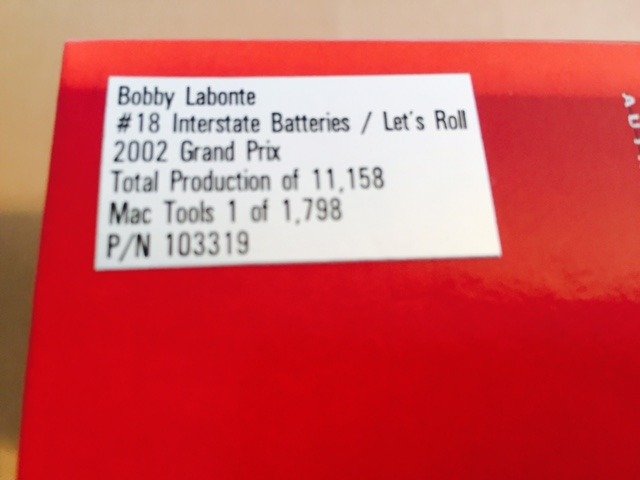 Bobby Labonte
#18 Interstate Batteries / Let's Roll
2002 Grand Prix
Total Production of 11,158
Mac Tools 1 of 1,798
P/N 103319